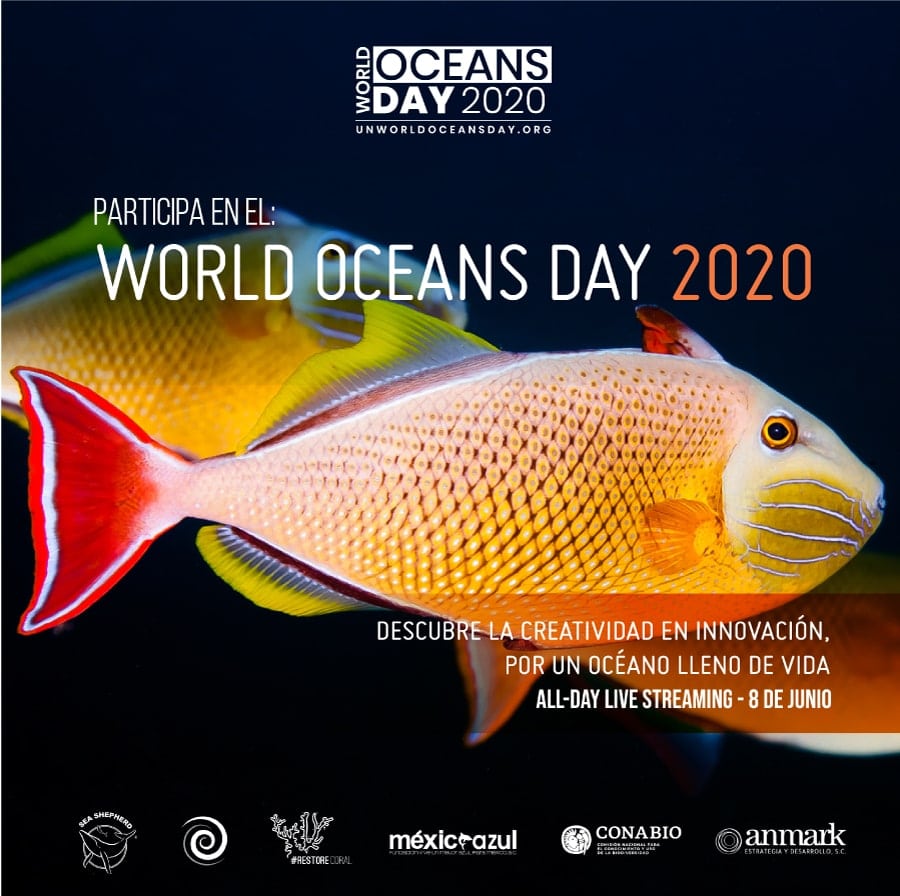 WORLD
OCEANS
DAY 2020
UNWORLDOCEANSDAY.ORG
PARTICIPA EN EL:
WORLD OCEANS DAY 2020
DESCUBRE LA CREATIVIDAD EN INNOVACIÓN,
POR UN OCÉANO LLENO DE VIDA
ALL-DAY LIVE STREAMING - 8 DE JUNIO
SEA SHEPHERD
#RESTORECORAL
méxicoazul
CONABIO
COMISIÓN NACIONAL PARA
EL CONOCIMIENTO Y USO
DE LA BIODIVERSIDAD
anmark
ESTRATEGIA Y DESARROLLO, S.C.